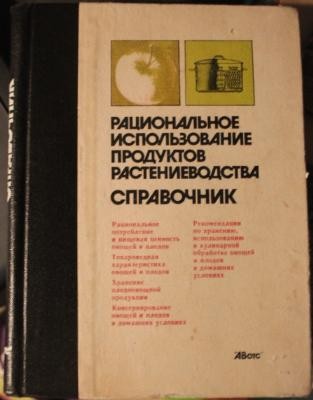 РАЦИОНАЛЬНОЕ
ИСПОЛЬЗОВАНИЕ
ПРОДУКТОВ
РАСТЕНИЕВОДСТВА
СПРАВОЧНИК
Рациональное
потребление
и пищевая ценность
овощей и плодов
Товароведная
характеристика
овощей и плодов
Хранение
плодоовощной
продукции
Консервирование
овощей и плодов
в домашних условиях
Рекомендации
по хранению,
использованию
и кулинарной
обработке овощей
и плодов
в домашних
условиях
"АВОТС"